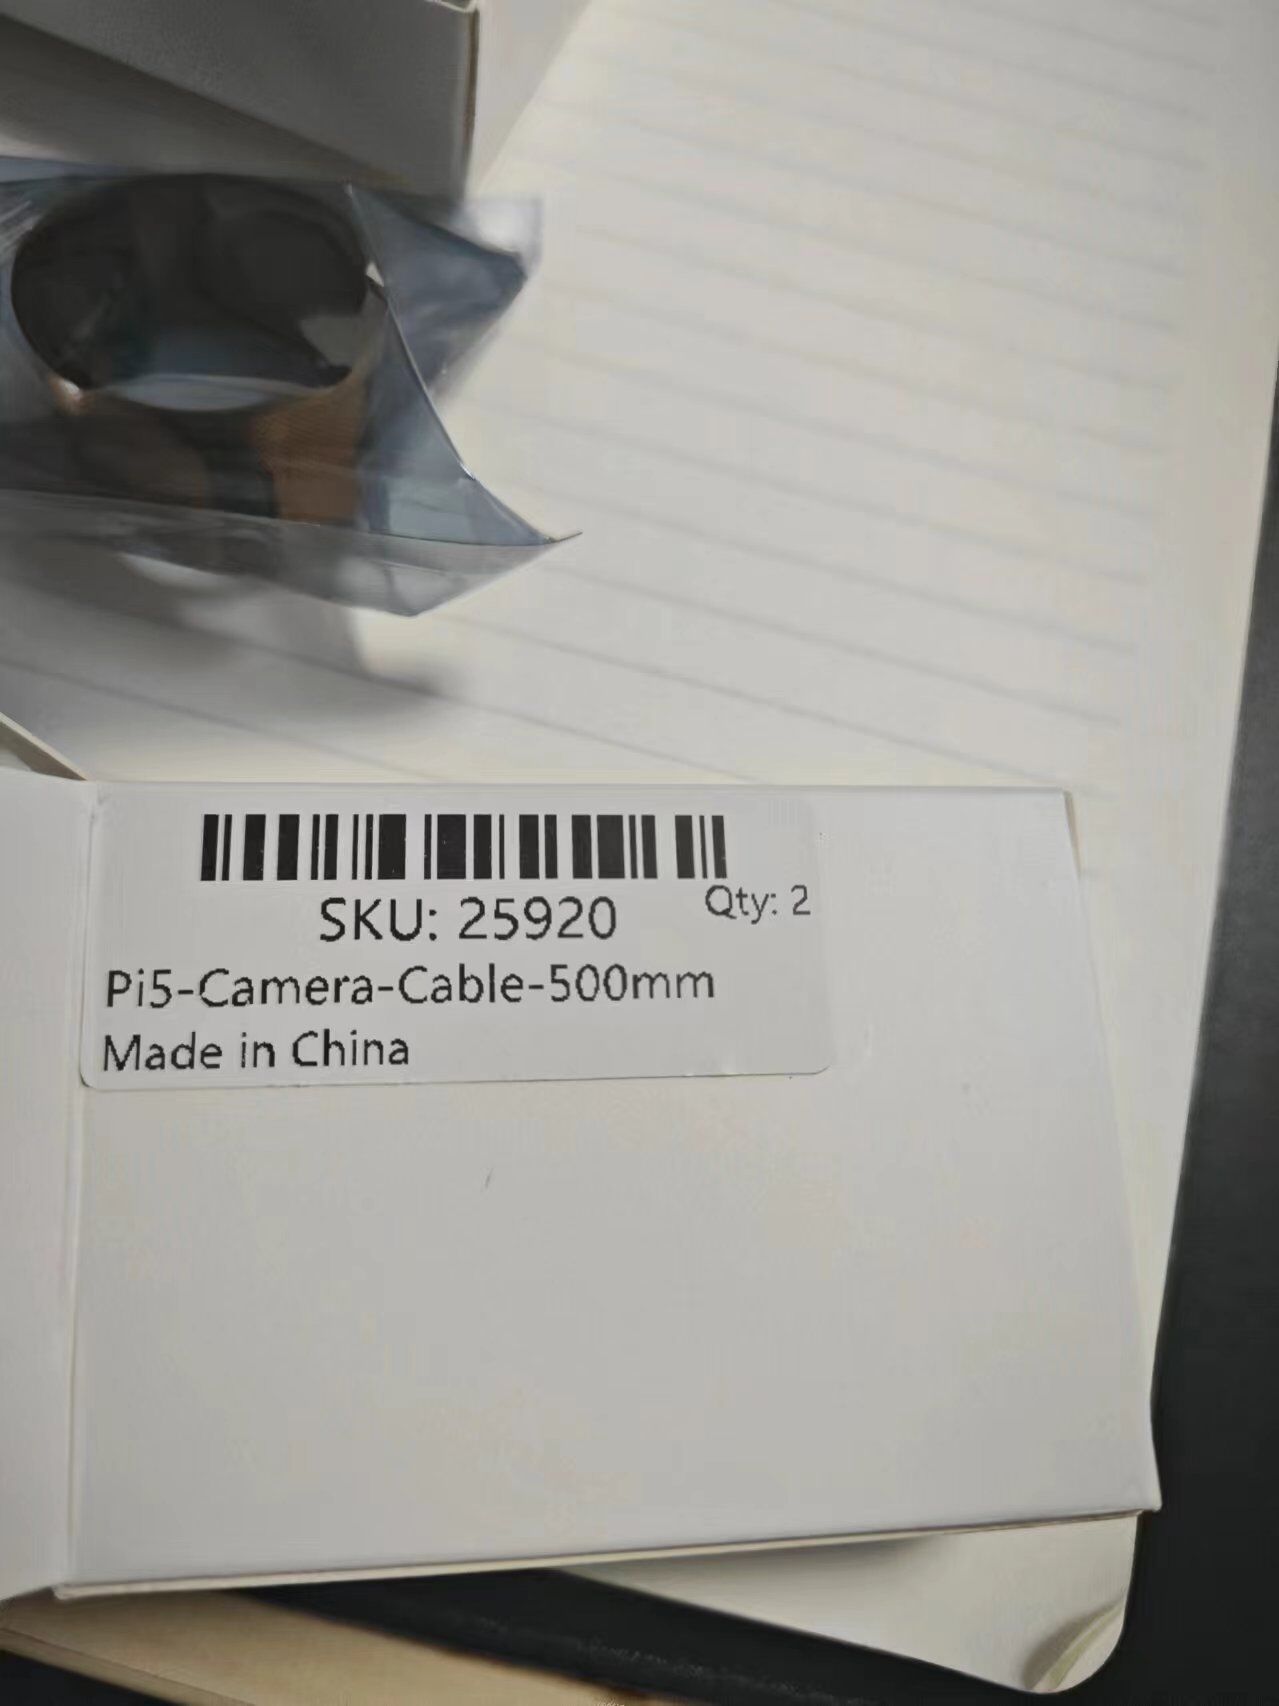 SKU: 25920
Qty: 2
Pi5-Camera-Cable-500mm
Made in China